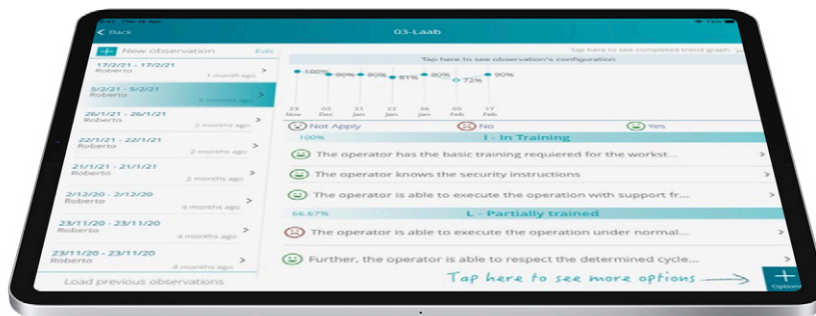 9:41 Thu 15 Apr
73%
Back
03-Laab
New observation
Edit
17/2/21 - 17/2/21
Roberto
1 month ago
5/2/21 - 5/2/21
Roberto
26/1/21 - 26/1/21
Roberto
2 months ago
22/1/21 - 22/1/21
Roberto
2 months ago
21/1/21 - 21/1/21
Roberto
2 months ago
2/12/20 - 2/12/20
Roberto
4 months ago
23/11/20 - 23/11/20
Roberto
4 months ago
23/11/20 - 23/11/20
Roberto
4 months ago
Load previous observations
Tap here to see completed trend graph
Tap here to see observation's configuration
100% 90% 90% 81% 90% 72% 90%
23 02 21 22 26 05 17
Nov Dec Jan Jan Jan Feb Feb
Not Apply No Yes
100% I - In Training
The operator has the basic training requiered for the workst...
The operator knows the security instructions
The operator is able to execute the operation with support fr...
66.67% L - Partially trained
The operator is able to execute the operation under normal...
Further, the operator is able to respect the determined cycle...
Tap here to see more options
Options